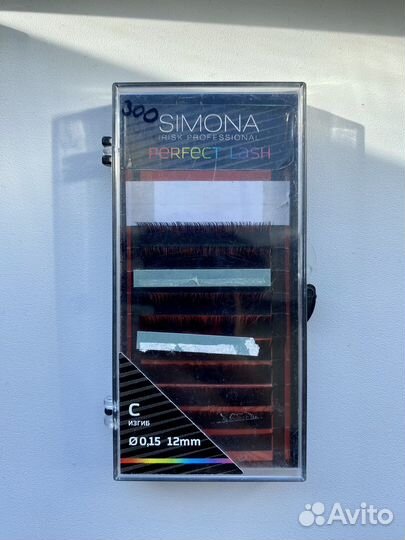 300
SIMONA
IRISK PROFESSIONAL
PERFECT LASH
C
ИЗГИБ
Ø 0,15 12mm
Avito